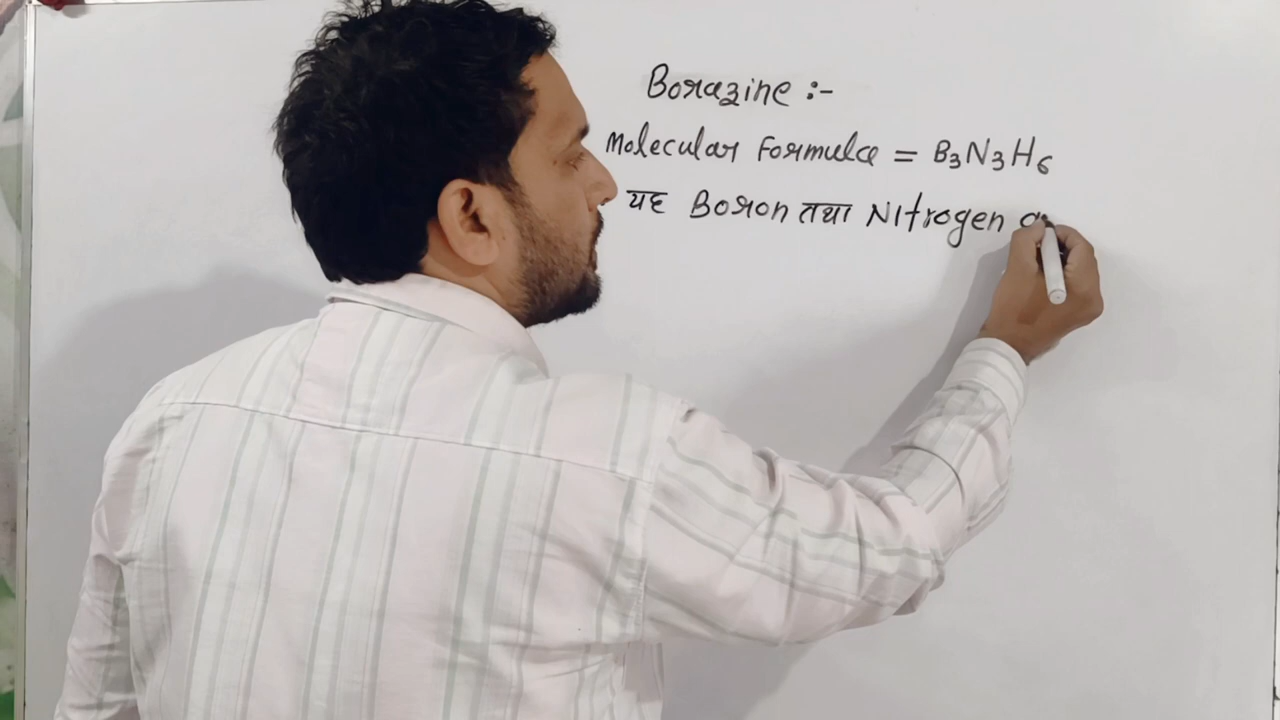 Borazine :-
Molecular Formula = B₃N₃H₆
यह Boron तथा Nitrogen